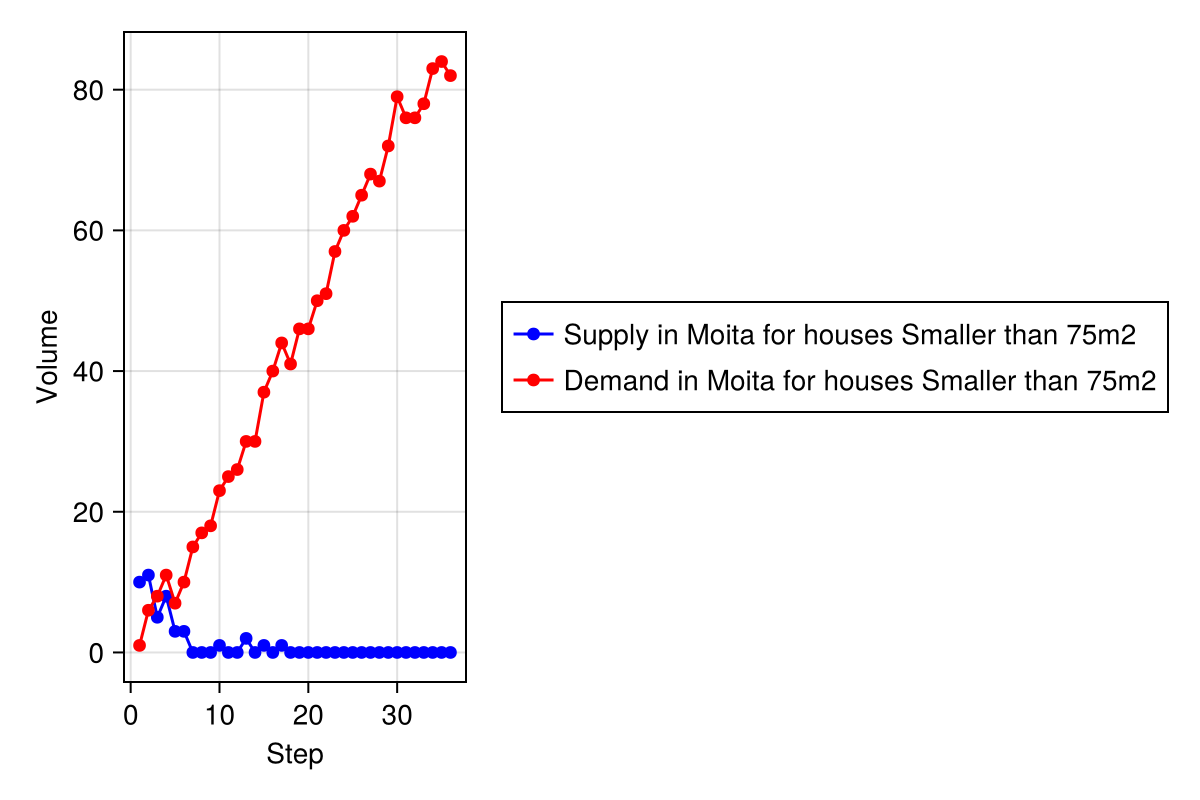 Volume
80
60
40
20
0
0 10 20 30
Step
Supply in Moita for houses Smaller than 75m2
Demand in Moita for houses Smaller than 75m2